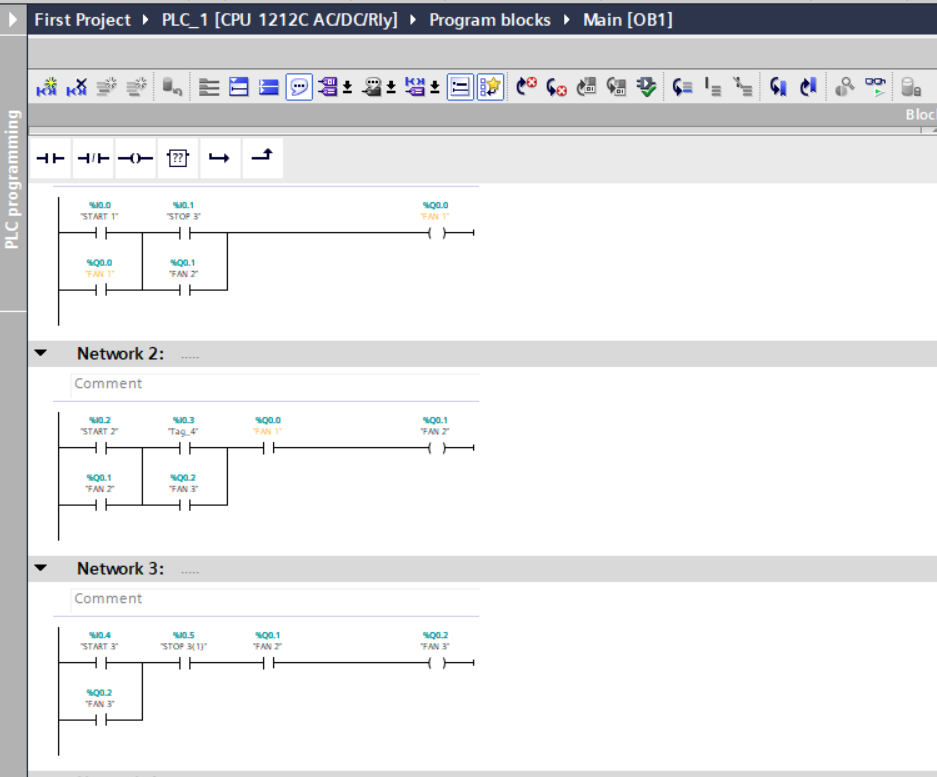 First Project ▸ PLC_1 [CPU 1212C AC/DC/Rly] ▸ Program blocks ▸ Main [OB1]
PLC programming
Bloc
??
%I0.0 %I0.1 %Q0.0
"START 1" "STOP 3" "FAN 1"
%Q0.0 %Q0.1
"FAN 1" "FAN 2"
Network 2: .....
Comment
%I0.2 %I0.3 %Q0.0 %Q0.1
"START 2" "Tag_4" "FAN 1" "FAN 2"
%Q0.1 %Q0.2
"FAN 2" "FAN 3"
Network 3: .....
Comment
%I0.4 %I0.5 %Q0.1 %Q0.2
"START 3" "STOP 3(1)" "FAN 2" "FAN 3"
%Q0.2
"FAN 3"